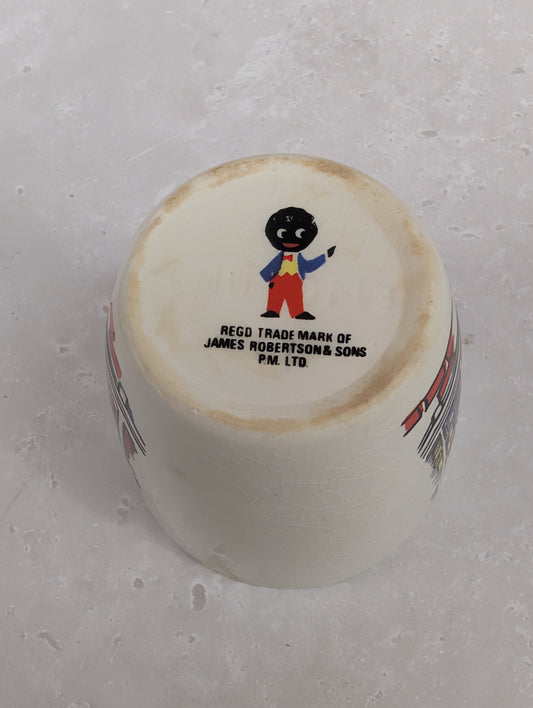 REGD TRADE MARK OF
JAMES ROBERTSON & SONS
P.M. LTD.